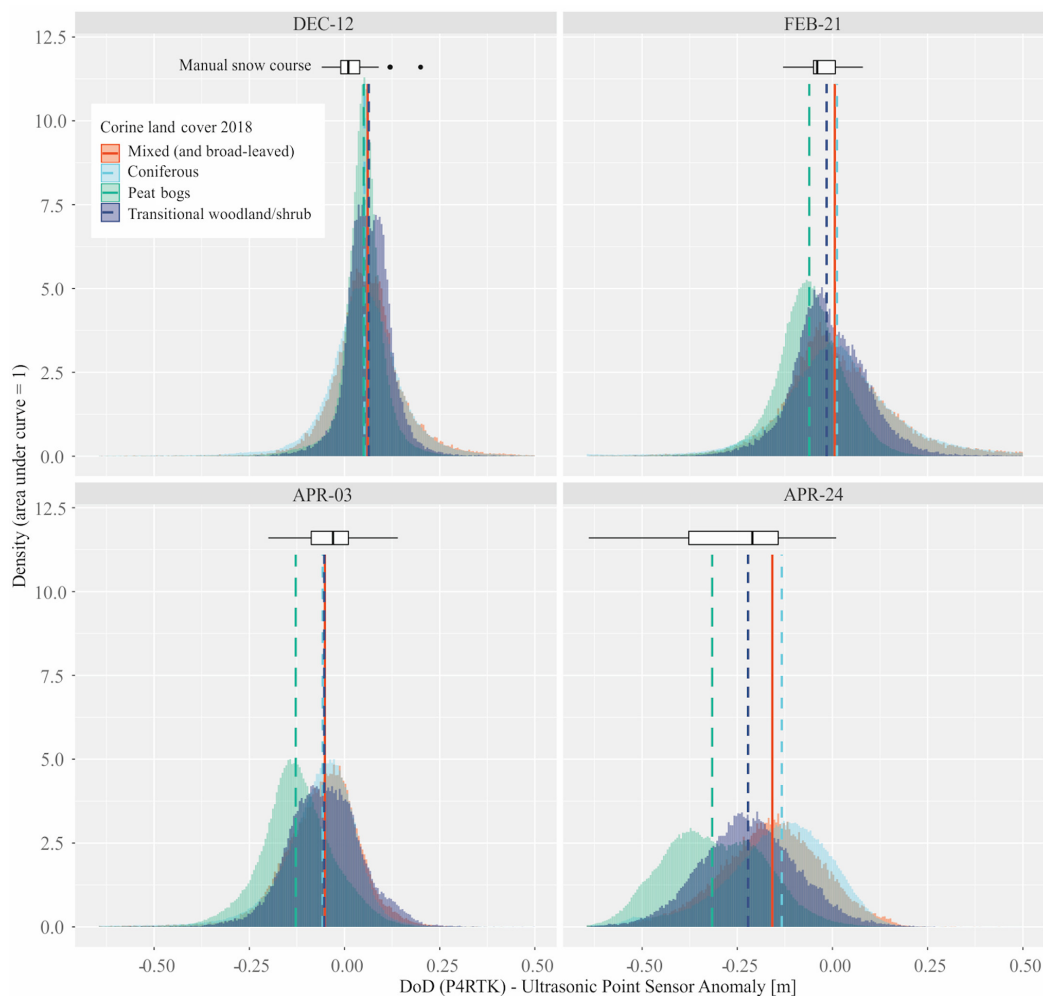 DEC-12
FEB-21
12.5
Manual snow course
10.0
Corine land cover 2018
Mixed (and broad-leaved)
Coniferous
Peat bogs
Transitional woodland/shrub
7.5
5.0
2.5
0.0
Density (area under curve = 1)
APR-03
APR-24
12.5
10.0
7.5
5.0
2.5
0.0
-0.50 -0.25 0.00 0.25 0.50 -0.50 -0.25 0.00 0.25 0.50
DoD (P4RTK) - Ultrasonic Point Sensor Anomaly [m]